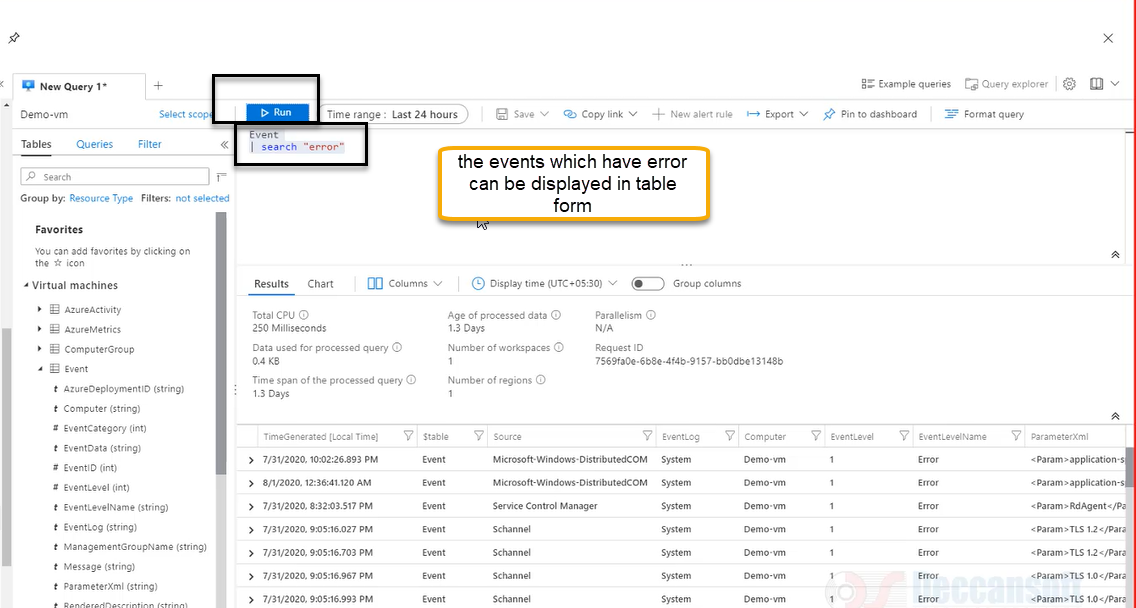 New Query 1*
+
Example queries
Query explorer
Demo-vm
Select scope
Run
Time range : Last 24 hours
Save
Copy link
New alert rule
Export
Pin to dashboard
Format query
Tables
Queries
Filter
Event
| search "error"
the events which have error
can be displayed in table
form
Search
Group by: Resource Type
Filters: not selected
Favorites
You can add favorites by clicking on
the ☆ icon
Virtual machines
AzureActivity
AzureMetrics
ComputerGroup
Event
t AzureDeploymentID (string)
t Computer (string)
# EventCategory (int)
t EventData (string)
# EventID (int)
# EventLevel (int)
t EventLevelName (string)
t EventLog (string)
t ManagementGroupName (string)
t Message (string)
t ParameterXml (string)
t RenderedDescription (string)
Results
Chart
Columns
Display time (UTC+05:30)
Group columns
Total CPU
250 Milliseconds
Age of processed data
1.3 Days
Parallelism
N/A
Data used for processed query
0.4 KB
Number of workspaces
1
Request ID
7569fa0e-6b8e-4f4b-9157-bb0dbe13148b
Time span of the processed query
1.3 Days
Number of regions
1
TimeGenerated [Local Time] $table Source EventLog Computer EventLevel EventLevelName ParameterXml
7/31/2020, 10:02:26.893 PM Event Microsoft-Windows-DistributedCOM System Demo-vm 1 Error <Param>application-s
8/1/2020, 12:36:41.120 AM Event Microsoft-Windows-DistributedCOM System Demo-vm 1 Error <Param>application-s
7/31/2020, 8:32:03.517 PM Event Service Control Manager System Demo-vm 1 Error <Param>RdAgent</Pa
7/31/2020, 9:05:16.027 PM Event Schannel System Demo-vm 1 Error <Param>TLS 1.2</Para
7/31/2020, 9:05:16.703 PM Event Schannel System Demo-vm 1 Error <Param>TLS 1.2</Para
7/31/2020, 9:05:16.967 PM Event Schannel System Demo-vm 1 Error <Param>TLS 1.0</Para
7/31/2020, 9:05:16.993 PM Event Schannel System Demo-vm 1 Error <Param>TLS 1.0</Para